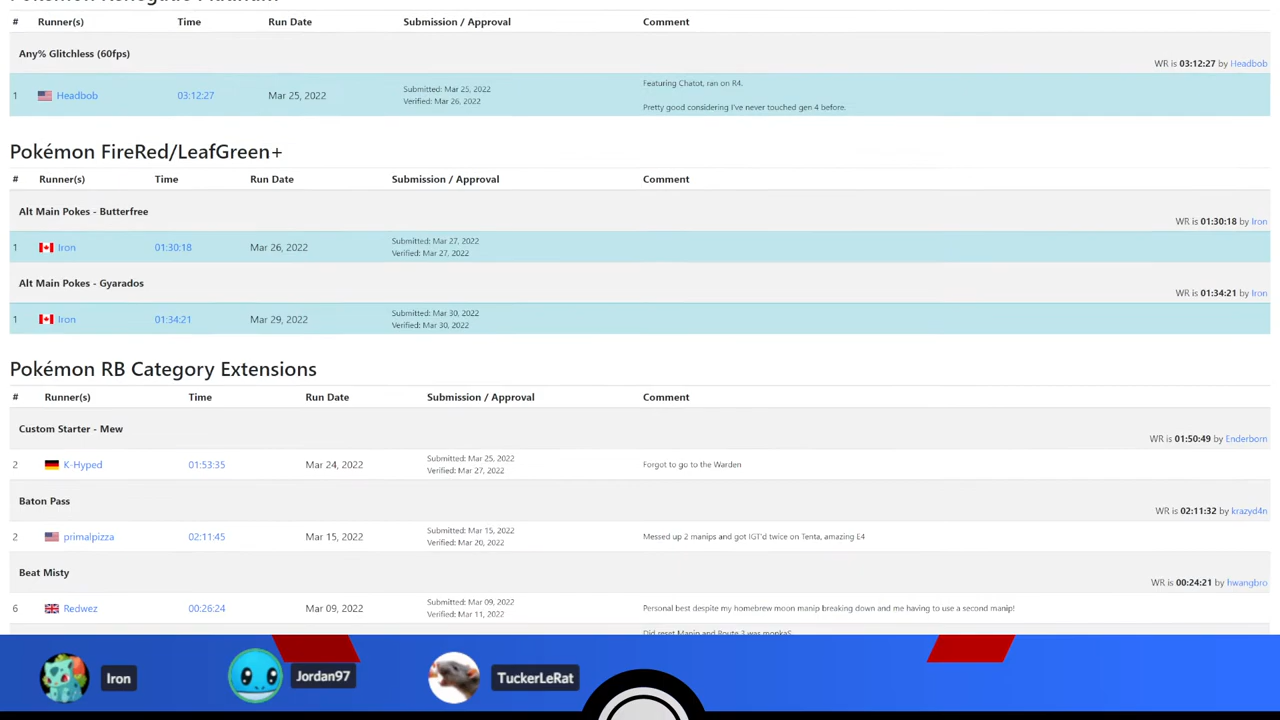 # Runner(s) Time Run Date Submission / Approval Comment
Any% Glitchless (60fps)
WR is 03:12:27 by Headbob
1 Headbob 03:12:27 Mar 25, 2022 Submitted: Mar 25, 2022 Featuring Chatot, ran on R4.
Verified: Mar 26, 2022 Pretty good considering I've never touched gen 4 before.
Pokémon FireRed/LeafGreen+
# Runner(s) Time Run Date Submission / Approval Comment
Alt Main Pokes - Butterfree
WR is 01:30:18 by Iron
1 Iron 01:30:18 Mar 26, 2022 Submitted: Mar 27, 2022
Verified: Mar 27, 2022
Alt Main Pokes - Gyarados
WR is 01:34:21 by Iron
1 Iron 01:34:21 Mar 29, 2022 Submitted: Mar 30, 2022
Verified: Mar 30, 2022
Pokémon RB Category Extensions
# Runner(s) Time Run Date Submission / Approval Comment
Custom Starter - Mew
WR is 01:50:49 by Enderborn
2 K-Hyped 01:53:35 Mar 24, 2022 Submitted: Mar 25, 2022 Forgot to go to the Warden
Verified: Mar 27, 2022
Baton Pass
WR is 02:11:32 by krazyd4n
2 primalpizza 02:11:45 Mar 15, 2022 Submitted: Mar 15, 2022 Messed up 2 manips and got IGT'd twice on Tenta, amazing E4
Verified: Mar 20, 2022
Beat Misty
WR is 00:24:21 by hwangbro
6 Redwez 00:26:24 Mar 09, 2022 Submitted: Mar 09, 2022 Personal best despite my homebrew moon manip breaking down and me having to use a second manip!
Verified: Mar 11, 2022
Did reset Manip and Route 3 was monkaS
Iron Jordan97 TuckerLeRat